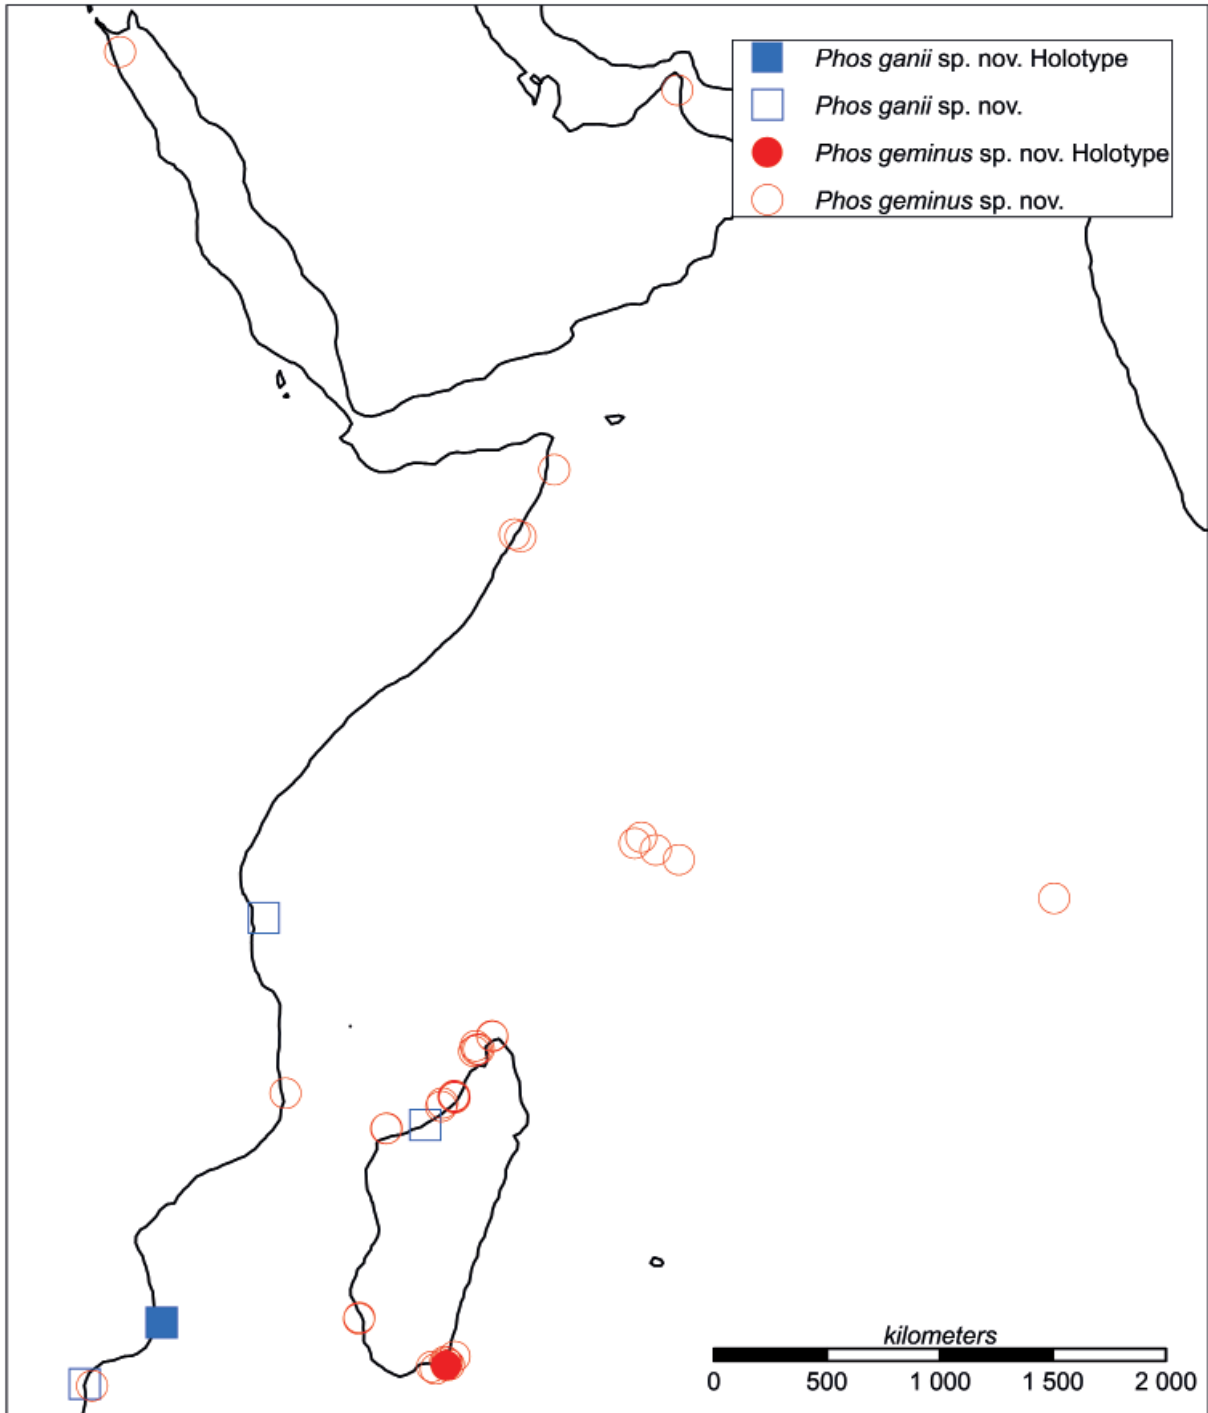 Phos ganii sp. nov. Holotype
Phos ganii sp. nov.
Phos geminus sp. nov. Holotype
Phos geminus sp. nov.
kilometers
0 500 1 000 1 500 2 000